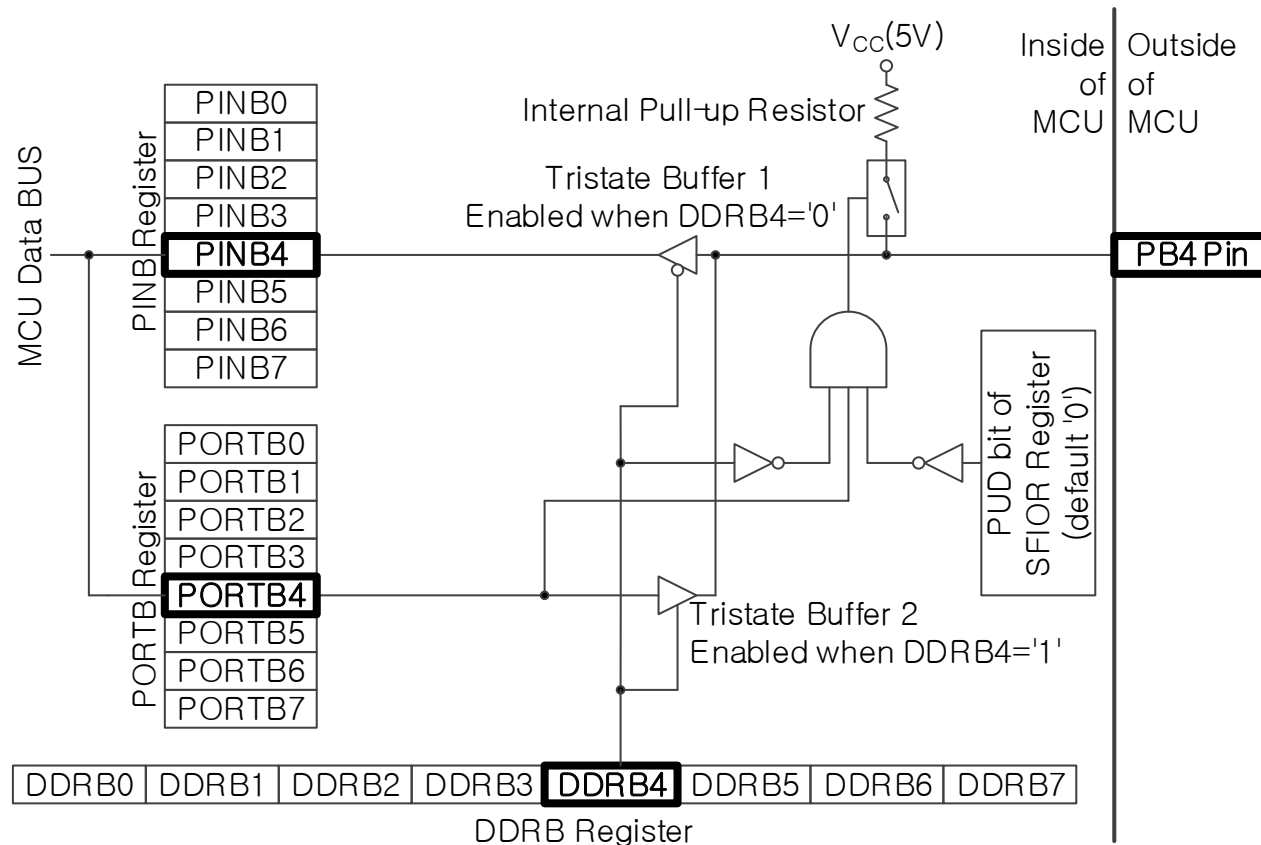 V_CC(5V)
Inside
of
MCU
Outside
of
MCU
Internal Pull-up Resistor
Tristate Buffer 1
Enabled when DDRB4='0'
MCU Data BUS
PINB Register
PINB0
PINB1
PINB2
PINB3
PINB4
PINB5
PINB6
PINB7
PB4 Pin
PUD bit of
SFIOR Register
(default '0')
PORTB Register
PORTB0
PORTB1
PORTB2
PORTB3
PORTB4
PORTB5
PORTB6
PORTB7
Tristate Buffer 2
Enabled when DDRB4='1'
DDRB0 DDRB1 DDRB2 DDRB3 DDRB4 DDRB5 DDRB6 DDRB7
DDRB Register